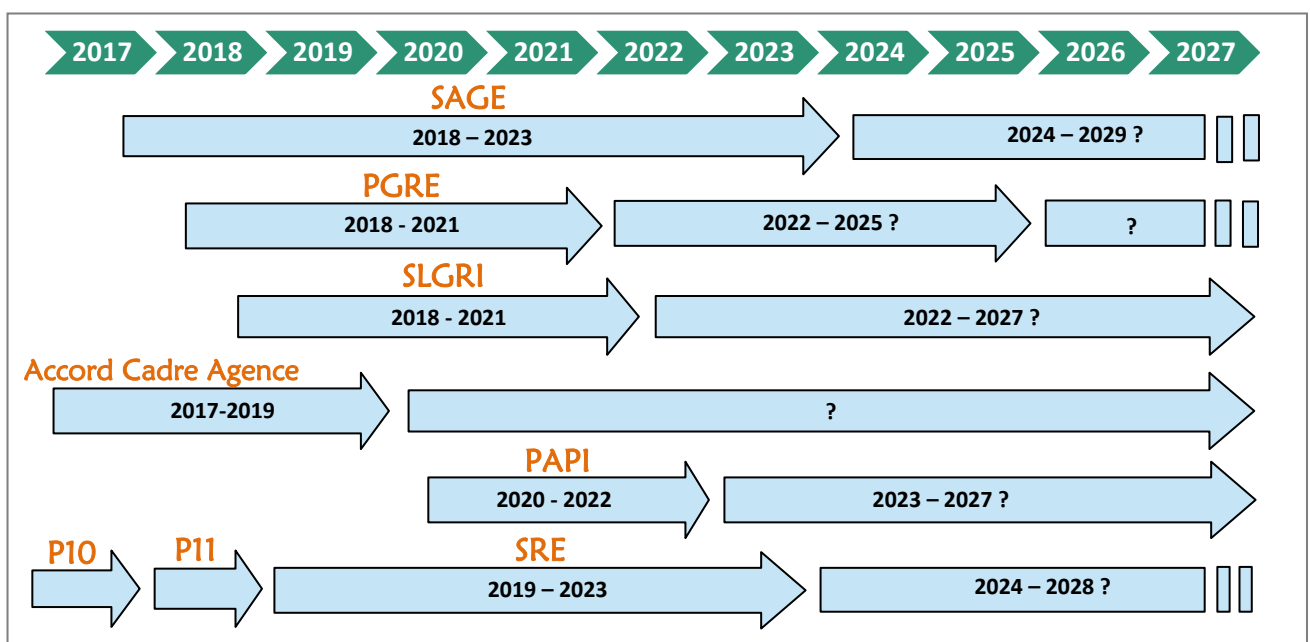 2017 2018 2019 2020 2021 2022 2023 2024 2025 2026 2027
SAGE
2018 – 2023 2024 – 2029 ?
PGRE
2018 - 2021 2022 – 2025 ? ?
SLGRI
2018 - 2021 2022 – 2027 ?
Accord Cadre Agence
2017-2019 ?
PAPI
2020 - 2022 2023 – 2027 ?
P10 P11 SRE
2019 – 2023 2024 – 2028 ?